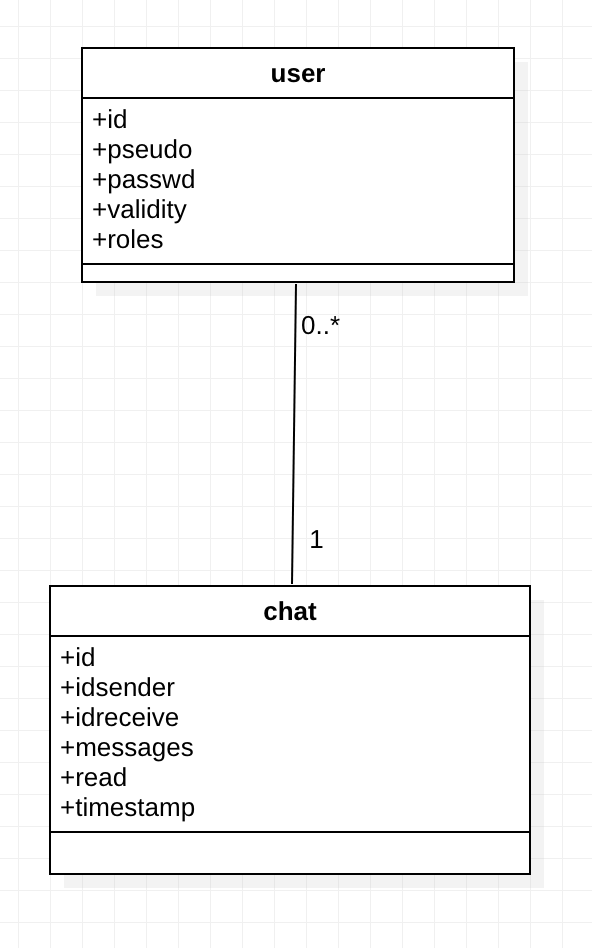 user
+id
+pseudo
+passwd
+validity
+roles
0..*
1
chat
+id
+idsender
+idreceive
+messages
+read
+timestamp